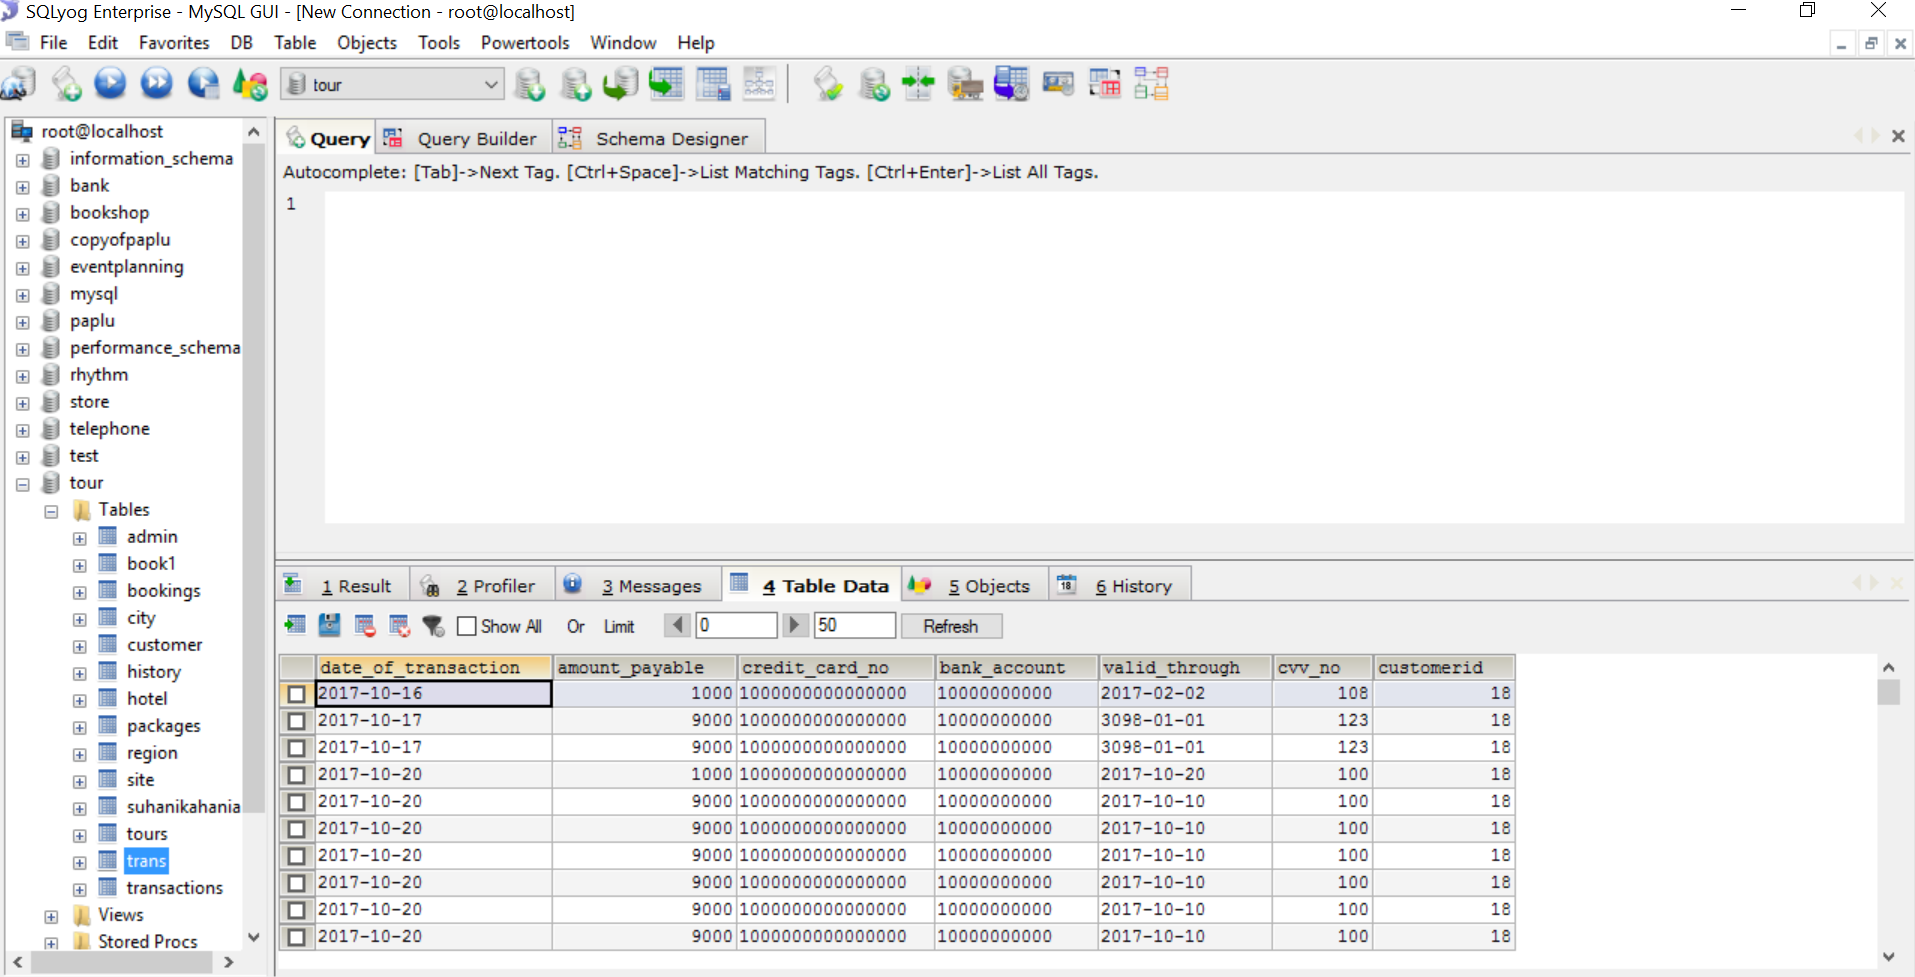 SQLyog Enterprise - MySQL GUI - [New Connection - root@localhost]
File Edit Favorites DB Table Objects Tools Powertools Window Help
tour
root@localhost
information_schema
bank
bookshop
copyofpaplu
eventplanning
mysql
paplu
performance_schema
rhythm
store
telephone
test
tour
Tables
admin
book1
bookings
city
customer
history
hotel
packages
region
site
suhanikahania
tours
trans
transactions
Views
Stored Procs
Query Query Builder Schema Designer
Autocomplete: [Tab]->Next Tag. [Ctrl+Space]->List Matching Tags. [Ctrl+Enter]->List All Tags.
1
1 Result 2 Profiler 3 Messages 4 Table Data 5 Objects 18 6 History
Show All Or Limit 0 50 Refresh
date_of_transaction amount_payable credit_card_no bank_account valid_through cvv_no customerid
2017-10-16 1000 1000000000000000 10000000000 2017-02-02 108 18
2017-10-17 9000 1000000000000000 10000000000 3098-01-01 123 18
2017-10-17 9000 1000000000000000 10000000000 3098-01-01 123 18
2017-10-20 1000 1000000000000000 10000000000 2017-10-20 100 18
2017-10-20 9000 1000000000000000 10000000000 2017-10-10 100 18
2017-10-20 9000 1000000000000000 10000000000 2017-10-10 100 18
2017-10-20 9000 1000000000000000 10000000000 2017-10-10 100 18
2017-10-20 9000 1000000000000000 10000000000 2017-10-10 100 18
2017-10-20 9000 1000000000000000 10000000000 2017-10-10 100 18
2017-10-20 9000 1000000000000000 10000000000 2017-10-10 100 18